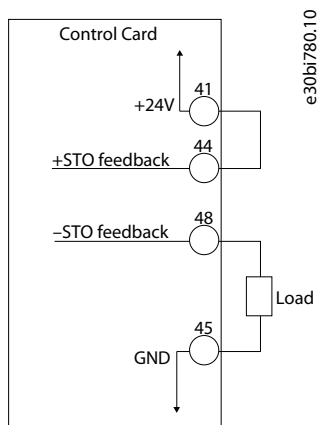 Control Card
e30bi780.10
41
+24V
44
+STO feedback
48
–STO feedback
Load
45
GND